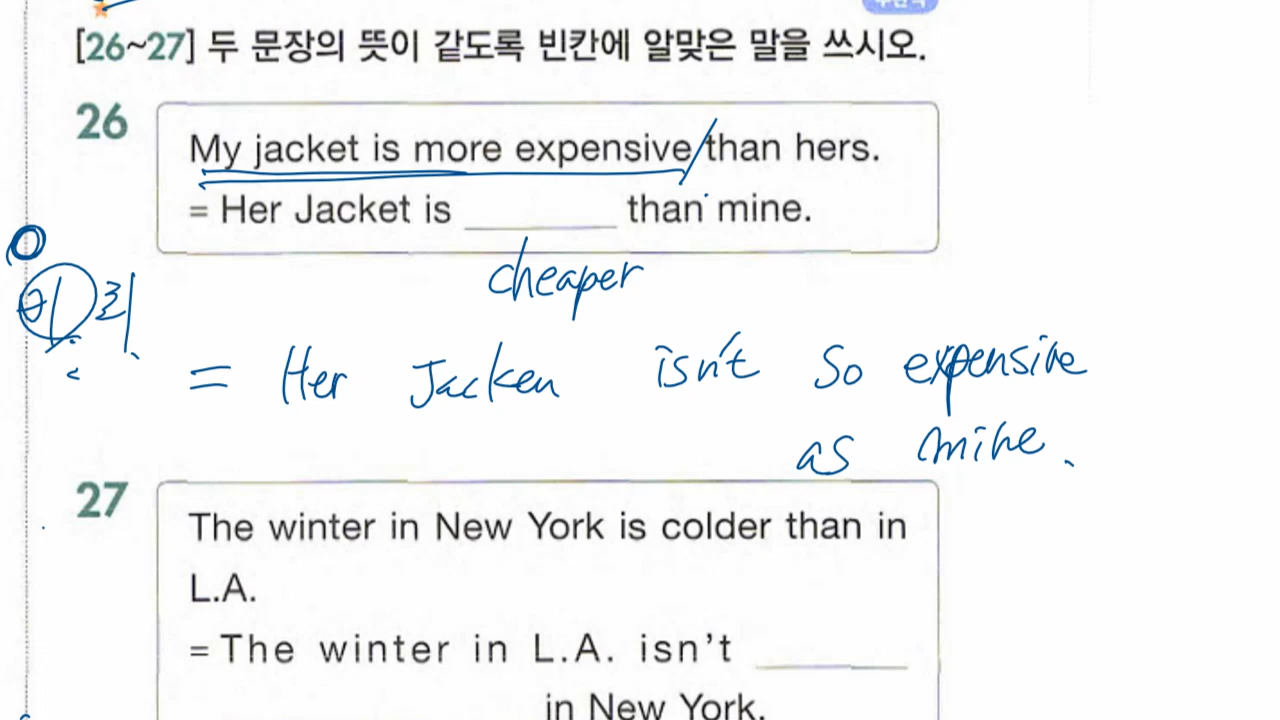 [26~27] 두 문장의 뜻이 같도록 빈칸에 알맞은 말을 쓰시오.
26
My jacket is more expensive than hers.
= Her Jacket is than mine.
cheaper
= Her Jacken isn't so expensive
as mine.
27
The winter in New York is colder than in
L.A.
= The winter in L.A. isn't
in New York.